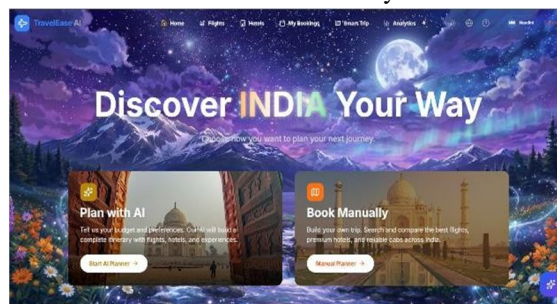 TravelEase AI
Home Flights Hotels My Bookings Smart Trip Analytics
Discover INDIA Your Way
Choose how you want to plan your next journey.
Plan with AI
Tell us your budget and preferences. Our AI will build a
complete itinerary with flights, hotels, and experiences.
Start AI Planner →
Book Manually
Build your own trip. Search and compare the best flights,
premium hotels, and reliable cabs across India.
Manual Planner →